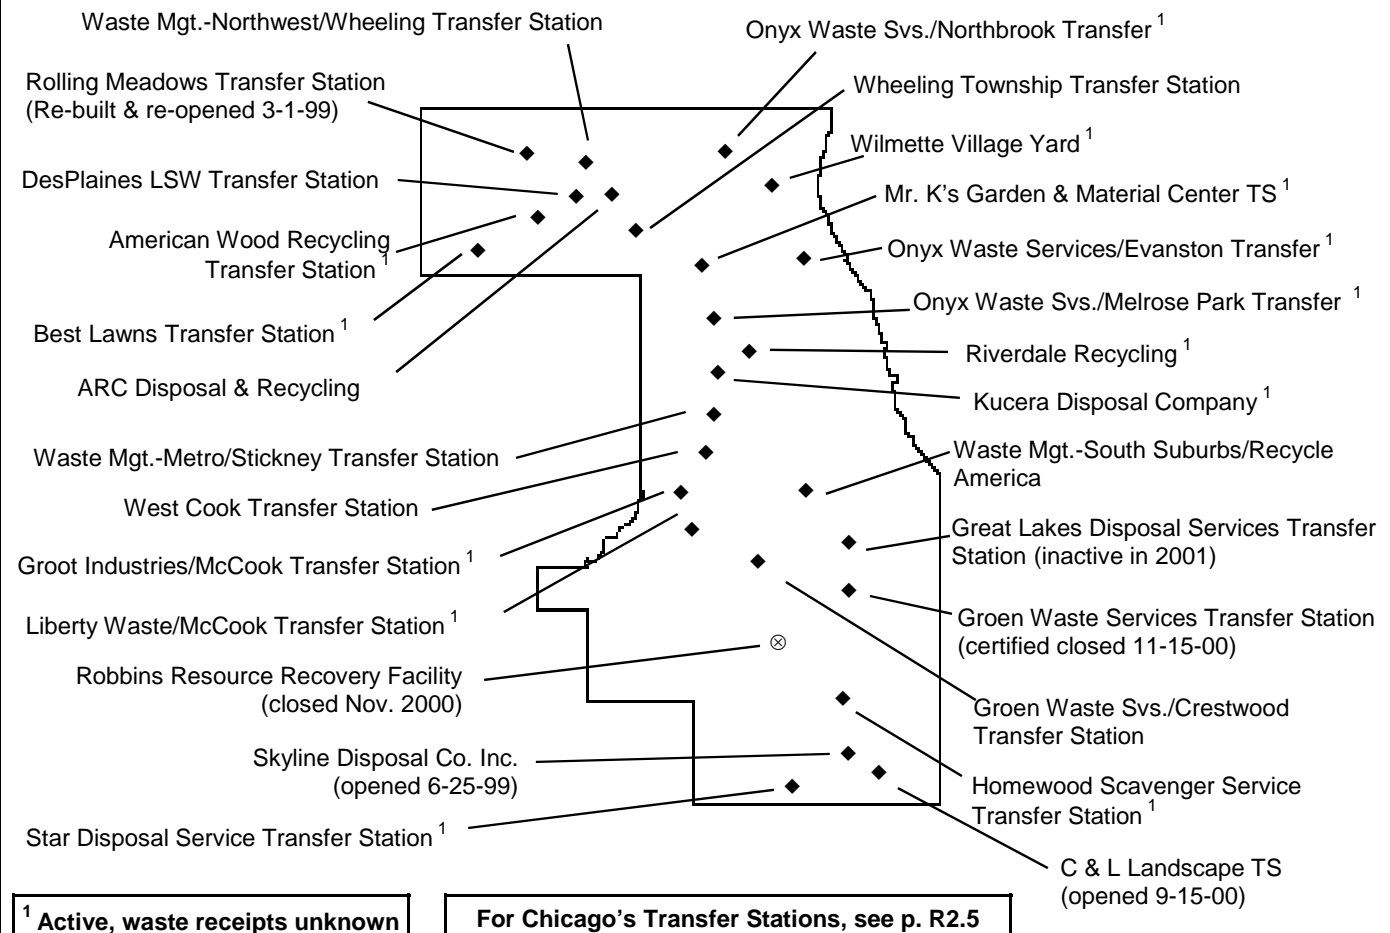 Waste Mgt.-Northwest/Wheeling Transfer Station
Onyx Waste Svs./Northbrook Transfer 1
Rolling Meadows Transfer Station
(Re-built & re-opened 3-1-99)
Wheeling Township Transfer Station
Wilmette Village Yard 1
DesPlaines LSW Transfer Station
Mr. K's Garden & Material Center TS 1
American Wood Recycling
Transfer Station 1
Onyx Waste Services/Evanston Transfer 1
Onyx Waste Svs./Melrose Park Transfer 1
Best Lawns Transfer Station 1
Riverdale Recycling 1
ARC Disposal & Recycling
Kucera Disposal Company 1
Waste Mgt.-Metro/Stickney Transfer Station
Waste Mgt.-South Suburbs/Recycle
America
West Cook Transfer Station
Great Lakes Disposal Services Transfer
Station (inactive in 2001)
Groot Industries/McCook Transfer Station 1
Liberty Waste/McCook Transfer Station 1
Groen Waste Services Transfer Station
(certified closed 11-15-00)
Robbins Resource Recovery Facility
(closed Nov. 2000)
Groen Waste Svs./Crestwood
Transfer Station
Skyline Disposal Co. Inc.
(opened 6-25-99)
Homewood Scavenger Service
Transfer Station 1
Star Disposal Service Transfer Station 1
C & L Landscape TS
(opened 9-15-00)
1 Active, waste receipts unknown
For Chicago's Transfer Stations, see p. R2.5